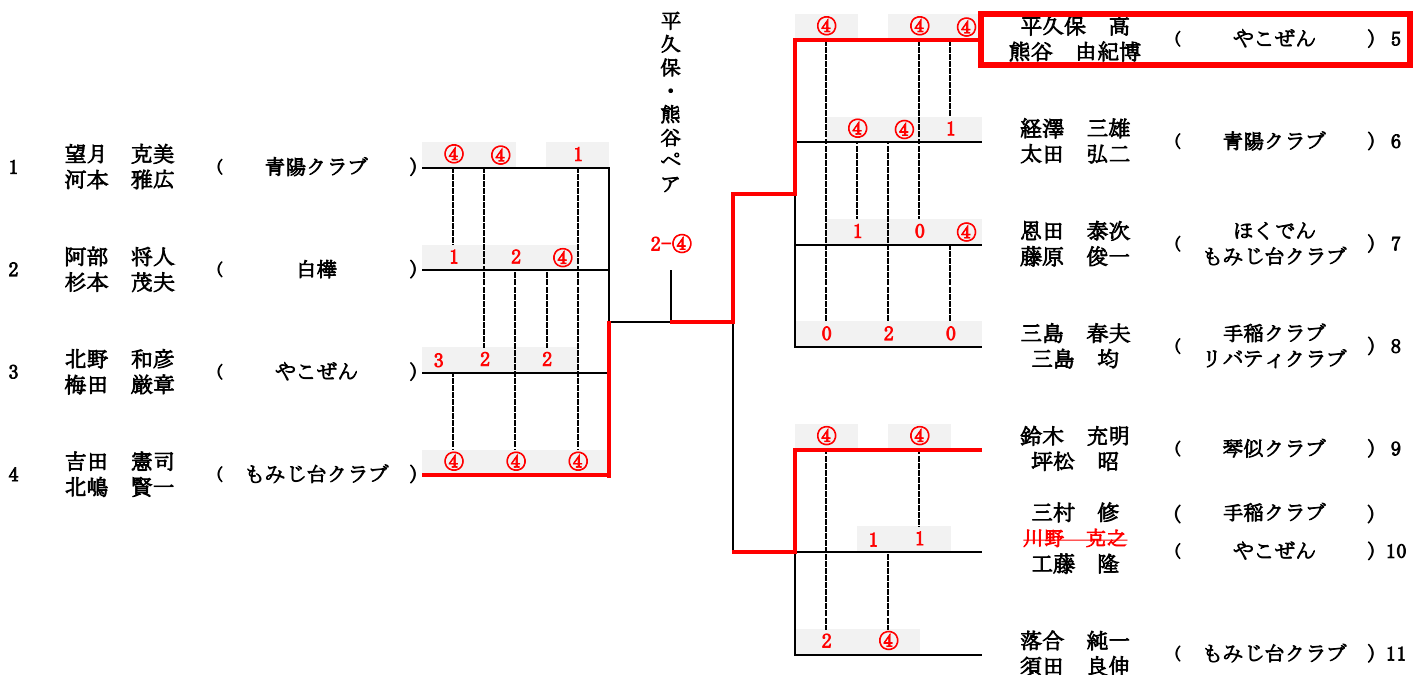 平久保・熊谷ペア
2-④
1 望月 克美 ( 青陽クラブ ) ④ ④ 1
河本 雅広
2 阿部 将人 ( 白樺 ) 1 2 ④
杉本 茂夫
3 北野 和彦 ( やこぜん ) 3 2 2
梅田 厳章
4 吉田 憲司 ( もみじ台クラブ ) ④ ④ ④
北嶋 賢一
④ ④ ④ 平久保 高 ( やこぜん ) 5
熊谷 由紀博
④ ④ 1 経澤 三雄 ( 青陽クラブ ) 6
太田 弘二
1 0 ④ 恩田 泰次 ( ほくでん ) 7
藤原 俊一 もみじ台クラブ
0 2 0 三島 春夫 ( 手稲クラブ ) 8
三島 均 リバティクラブ
④ ④ 鈴木 充明 ( 琴似クラブ ) 9
坪松 昭
三村 修 ( 手稲クラブ )
1 1 川野 克之 ( やこぜん ) 10
工藤 隆
2 ④ 落合 純一 ( もみじ台クラブ ) 11
須田 良伸